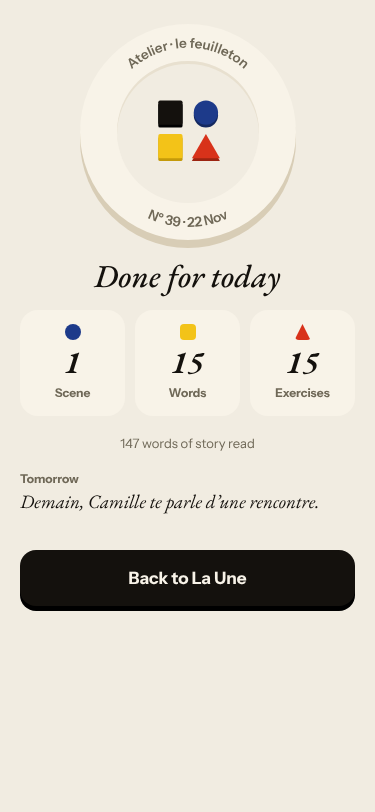 Atelier · le feuilleton
Nº 39 · 22 Nov
Done for today
1
Scene
15
Words
15
Exercises
147 words of story read
Tomorrow
Demain, Camille te parle d’une rencontre.
Back to La Une